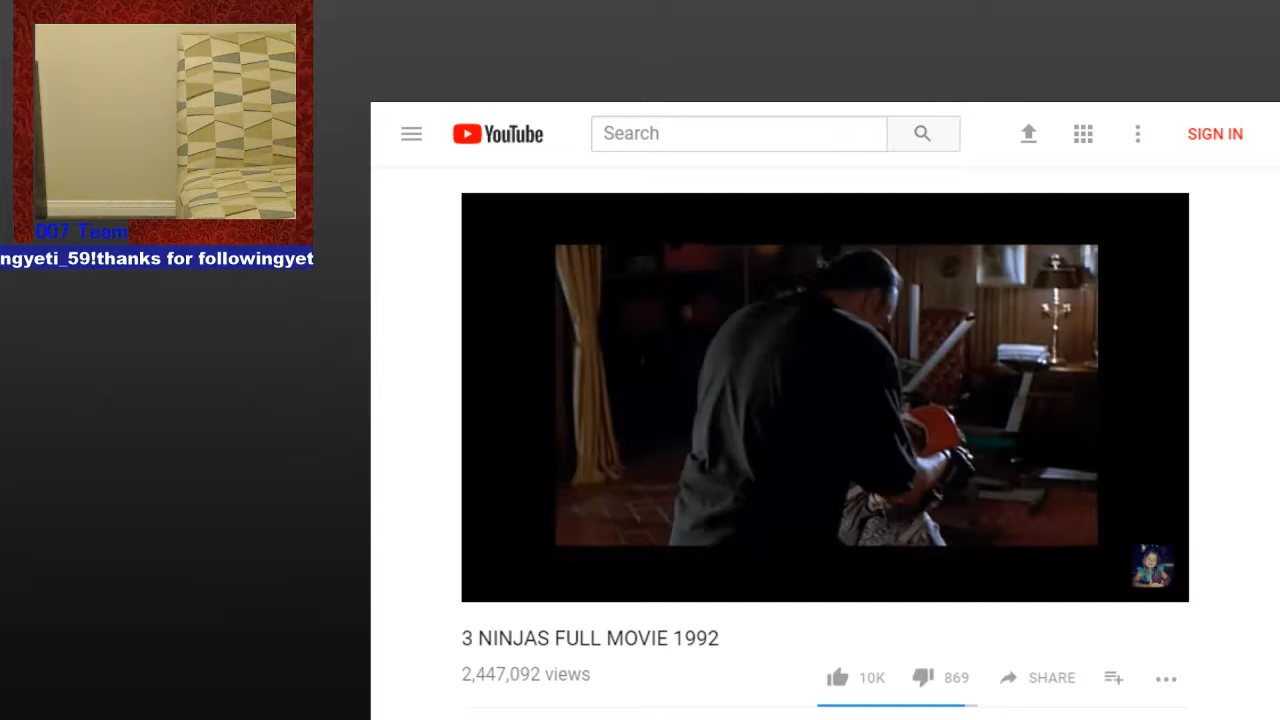 007 Team
ngyeti_59!thanks for followingyet
YouTube
Search
SIGN IN
3 NINJAS FULL MOVIE 1992
2,447,092 views
10K
869
SHARE